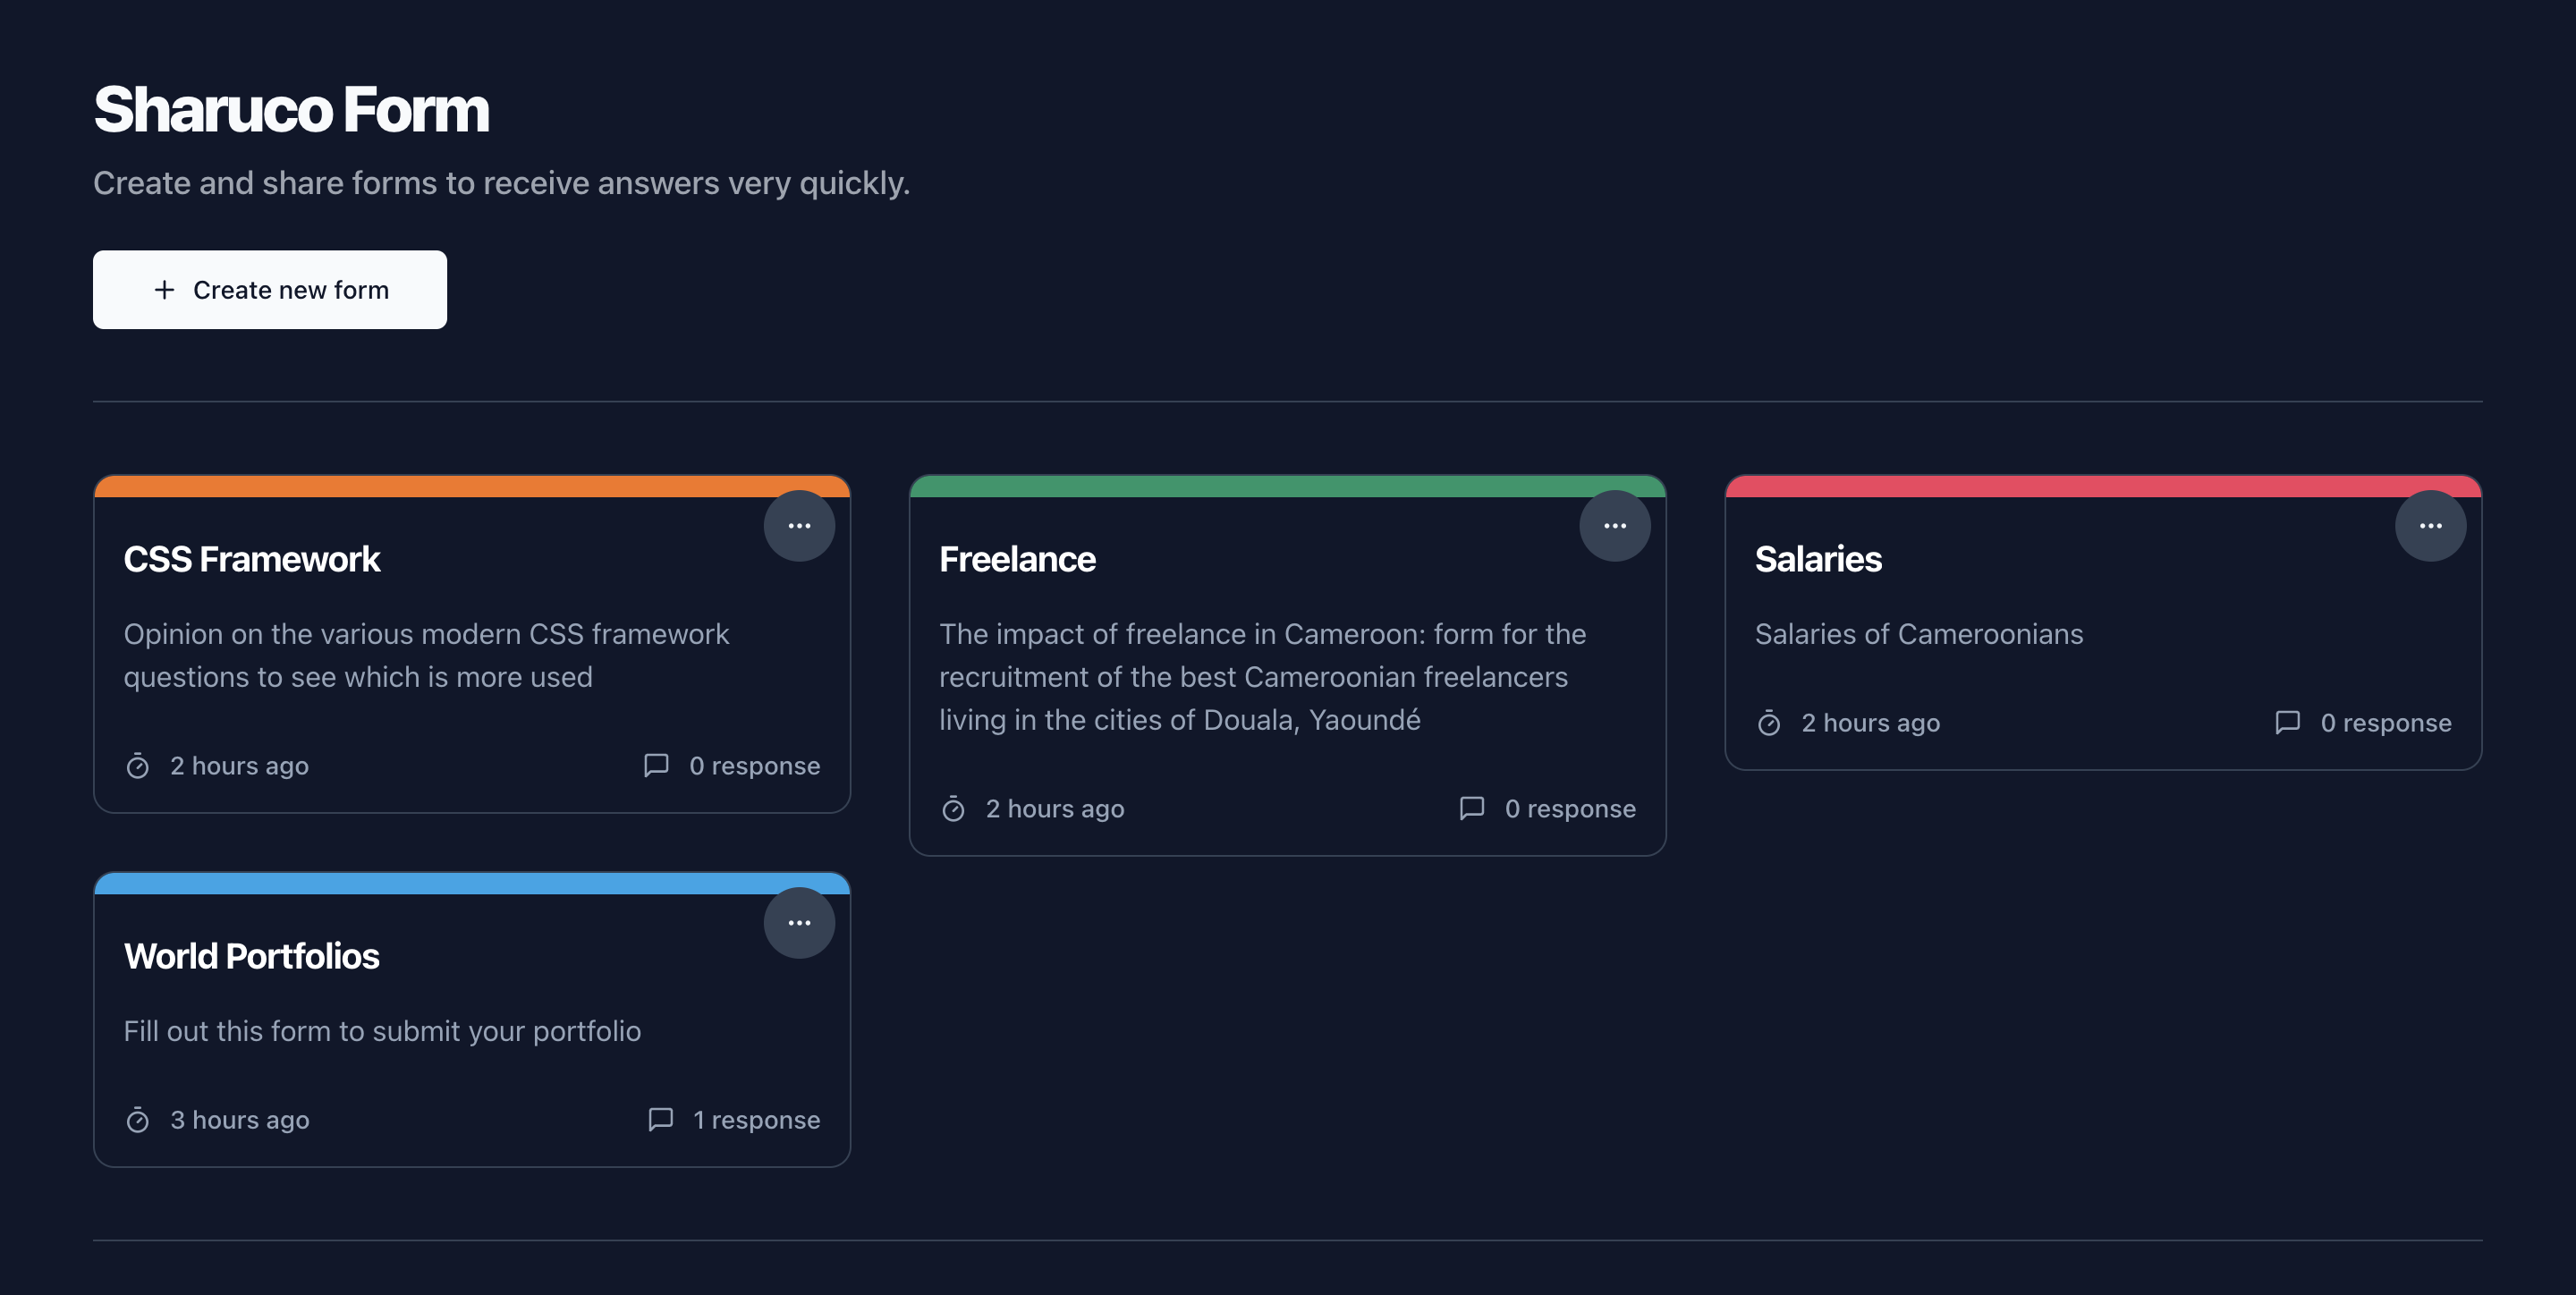 Sharuco Form
Create and share forms to receive answers very quickly.
+ Create new form
CSS Framework
Opinion on the various modern CSS framework
questions to see which is more used
2 hours ago
0 response
Freelance
The impact of freelance in Cameroon: form for the
recruitment of the best Cameroonian freelancers
living in the cities of Douala, Yaoundé
2 hours ago
0 response
Salaries
Salaries of Cameroonians
2 hours ago
0 response
World Portfolios
Fill out this form to submit your portfolio
3 hours ago
1 response